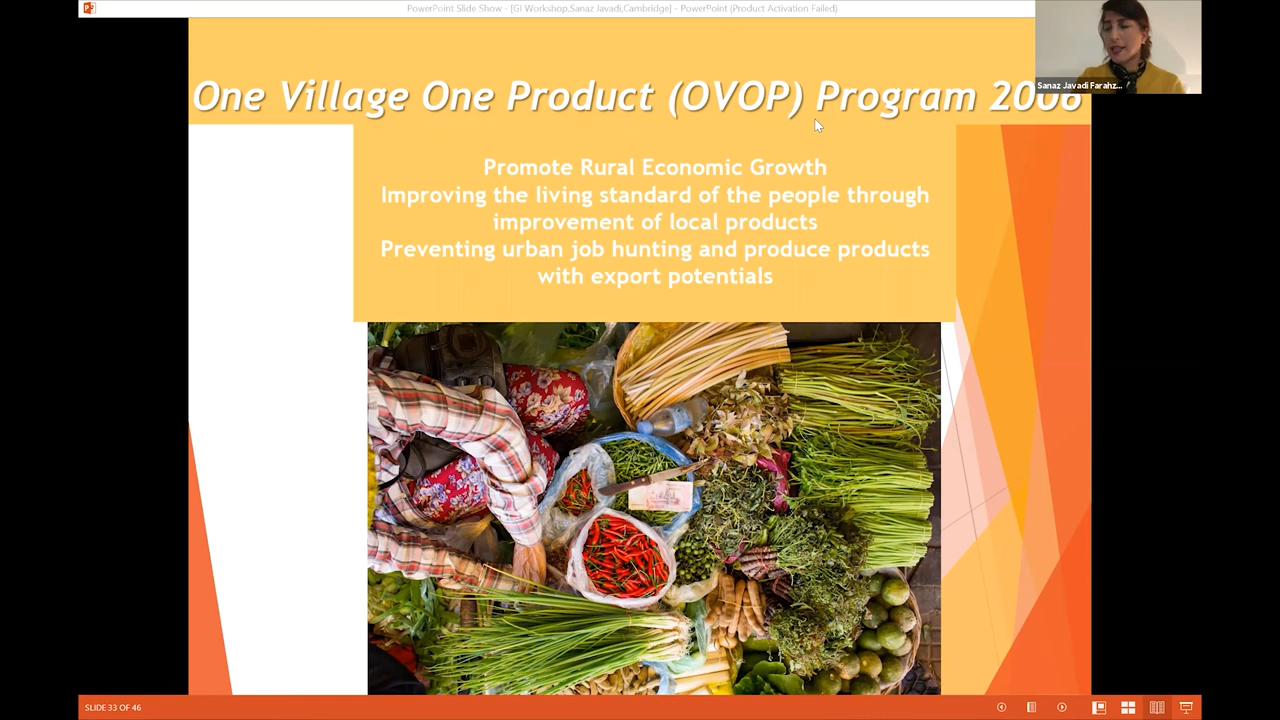 PowerPoint Slide Show - [GI Workshop,Sanaz Javadi,Cambridge] - PowerPoint (Product Activation Failed)
Sanaz Javadi Farahz...
One Village One Product (OVOP) Program 2006
Promote Rural Economic Growth
Improving the living standard of the people through
improvement of local products
Preventing urban job hunting and produce products
with export potentials
SLIDE 33 OF 46